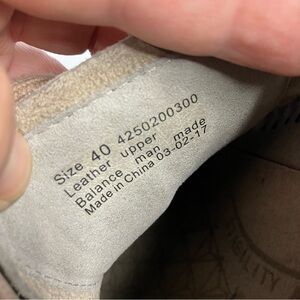 Size 40 4250200300
Leather upper
Balance man made
Made in China 03-02-17